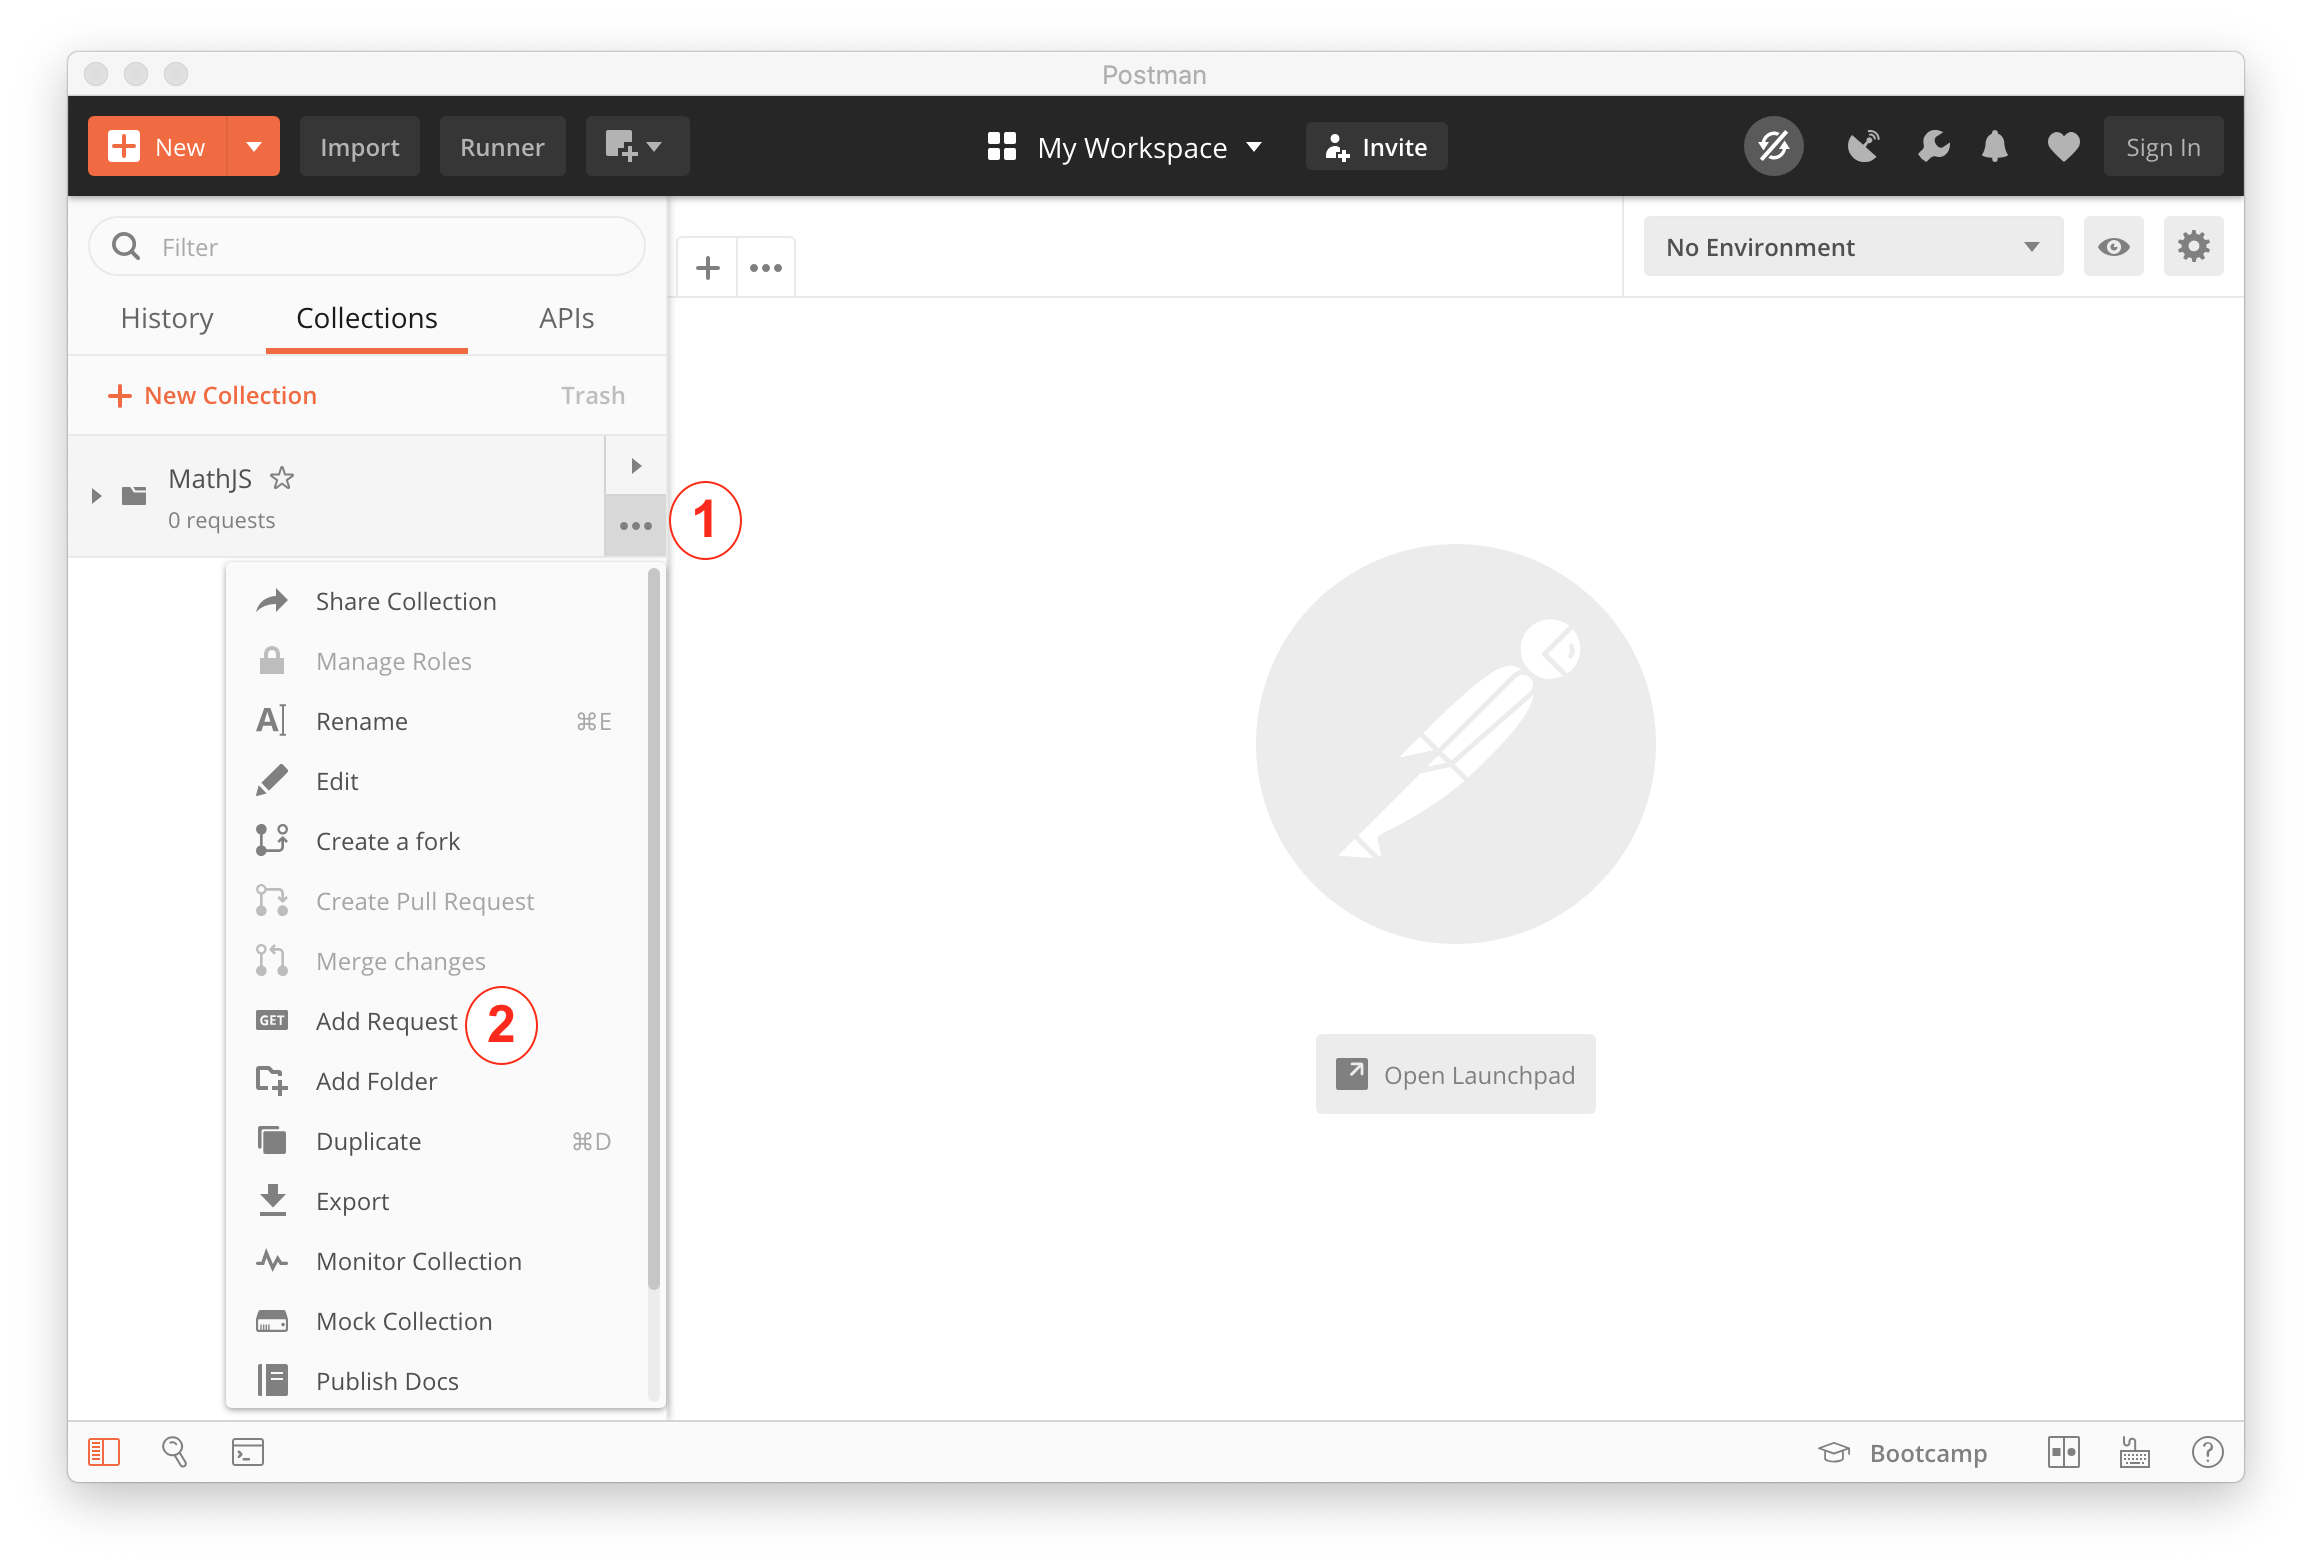 Postman
New
Import
Runner
My Workspace
Invite
Sign In
Filter
No Environment
History
Collections
APIs
New Collection
Trash
MathJS
0 requests
1
Share Collection
Manage Roles
Rename ⌘E
Edit
Create a fork
Create Pull Request
Merge changes
GET Add Request
2
Add Folder
Duplicate ⌘D
Export
Monitor Collection
Mock Collection
Publish Docs
Open Launchpad
Bootcamp